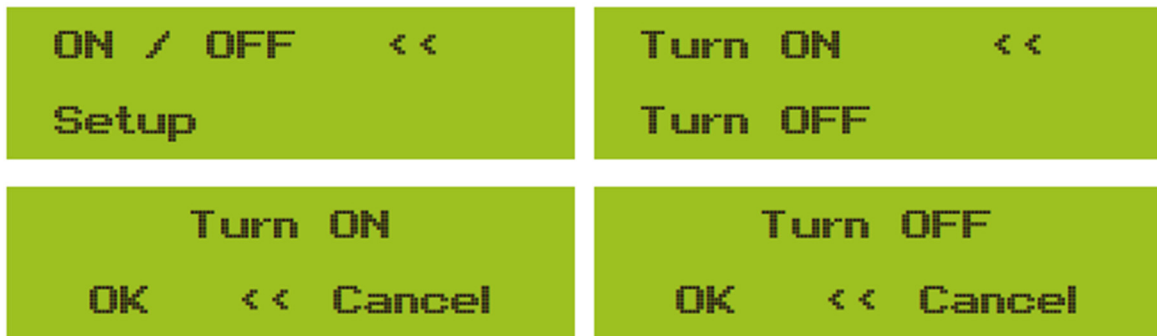 ON / OFF <<
Setup
Turn ON <<
Turn OFF
Turn ON
OK << Cancel
Turn OFF
OK << Cancel